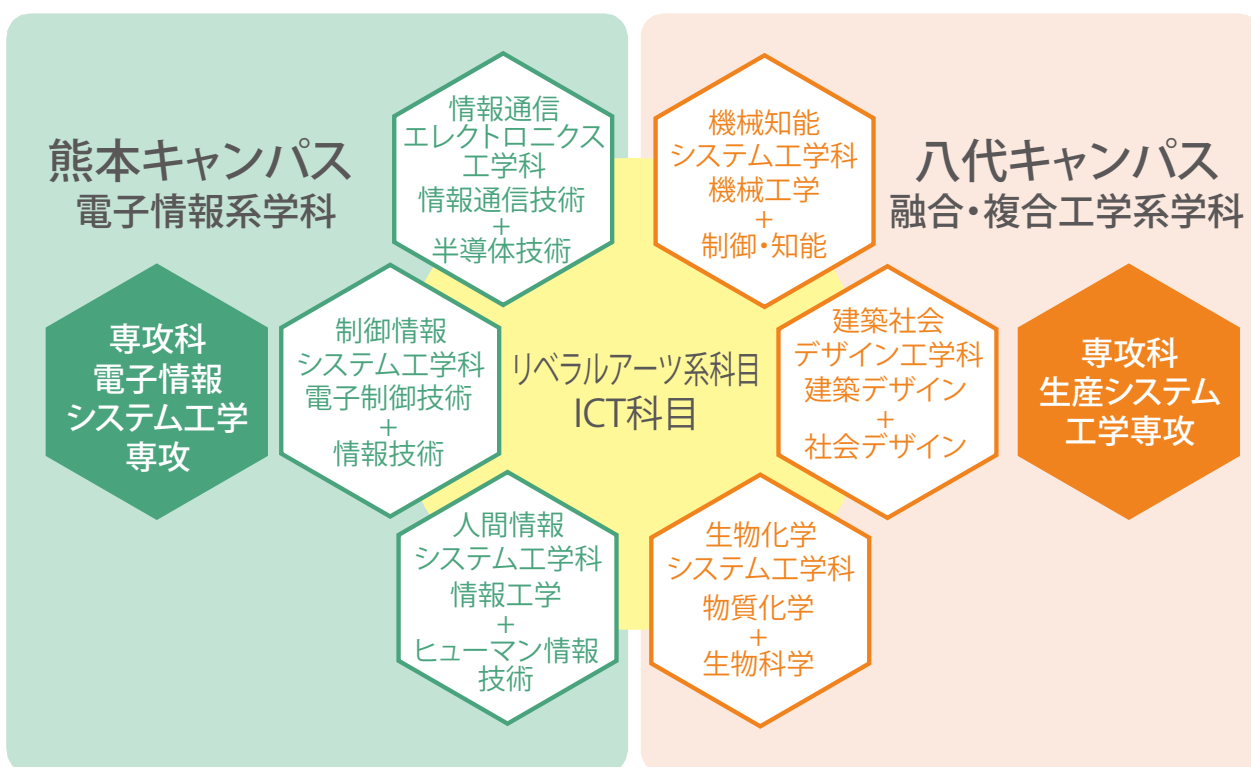 熊本キャンパス
電子情報系学科
情報通信
エレクトロニクス
工学科
情報通信技術
+
半導体技術
専攻科
電子情報
システム工学
専攻
制御情報
システム工学科
電子制御技術
+
情報技術
人間情報
システム工学科
情報工学
+
ヒューマン情報
技術
リベラルアーツ系科目
ICT科目
八代キャンパス
融合・複合工学系学科
機械知能
システム工学科
機械工学
+
制御・知能
建築社会
デザイン工学科
建築デザイン
+
社会デザイン
専攻科
生産システム
工学専攻
生物化学
システム工学科
物質化学
+
生物科学